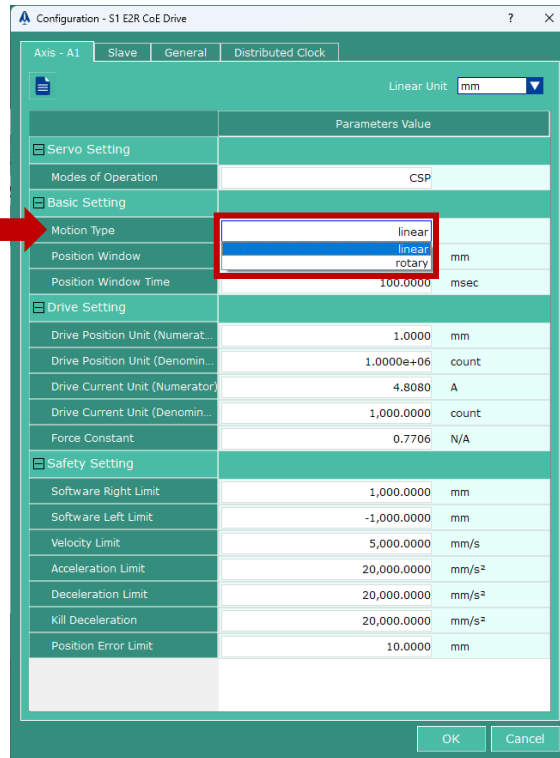 Configuration - S1 E2R CoE Drive ? ×
Axis - A1 Slave General Distributed Clock
Linear Unit mm
Parameters Value
Servo Setting
Modes of Operation CSP
Basic Setting
Motion Type linear
linear
rotary
Position Window mm
Position Window Time 100.0000 msec
Drive Setting
Drive Position Unit (Numerat... 1.0000 mm
Drive Position Unit (Denomin... 1.0000e+06 count
Drive Current Unit (Numerator) 4.8080 A
Drive Current Unit (Denomin... 1,000.0000 count
Force Constant 0.7706 N/A
Safety Setting
Software Right Limit 1,000.0000 mm
Software Left Limit -1,000.0000 mm
Velocity Limit 5,000.0000 mm/s
Acceleration Limit 20,000.0000 mm/s²
Deceleration Limit 20,000.0000 mm/s²
Kill Deceleration 20,000.0000 mm/s²
Position Error Limit 10.0000 mm
OK Cancel